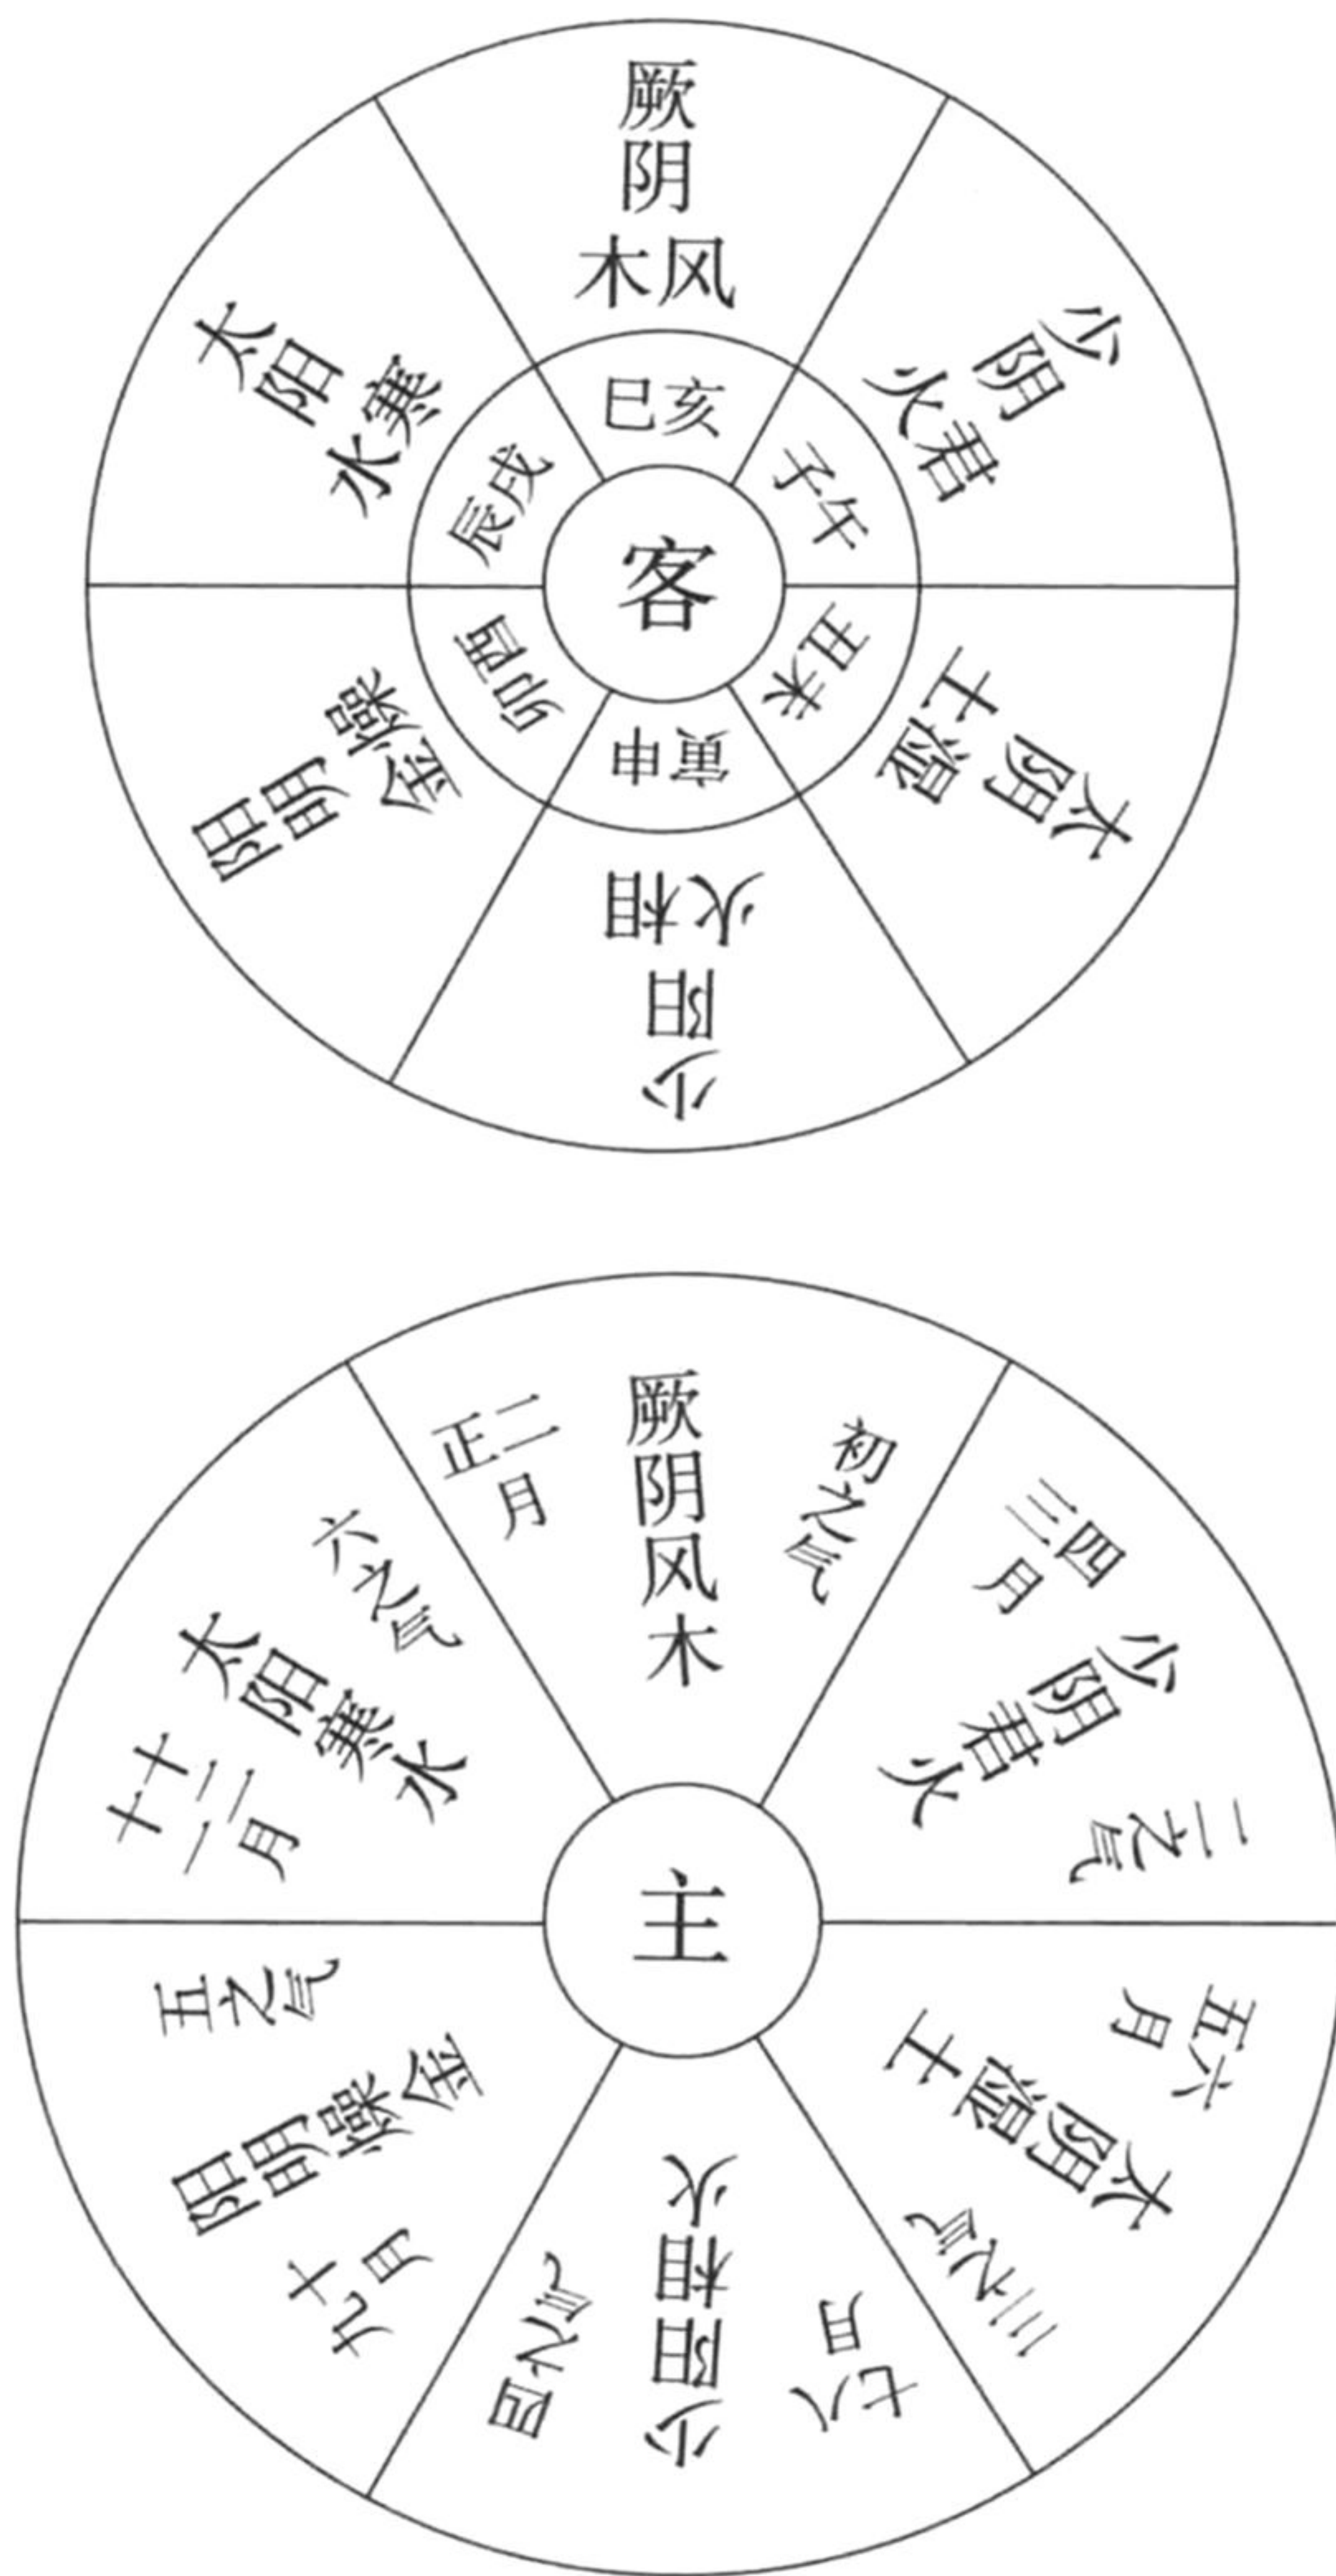 客
厥阴
风木
巳亥
少阴
君火
子午
太阴
湿土
丑未
少阳
相火
寅申
阳明
燥金
卯酉
太阳
寒水
辰戌
主
初之气
厥阴风木
正二月
二之气
少阴君火
三四月
三之气
太阴湿土
五六月
四之气
少阳相火
七八月
五之气
阳明燥金
九十月
六之气
太阳寒水
十一十二月